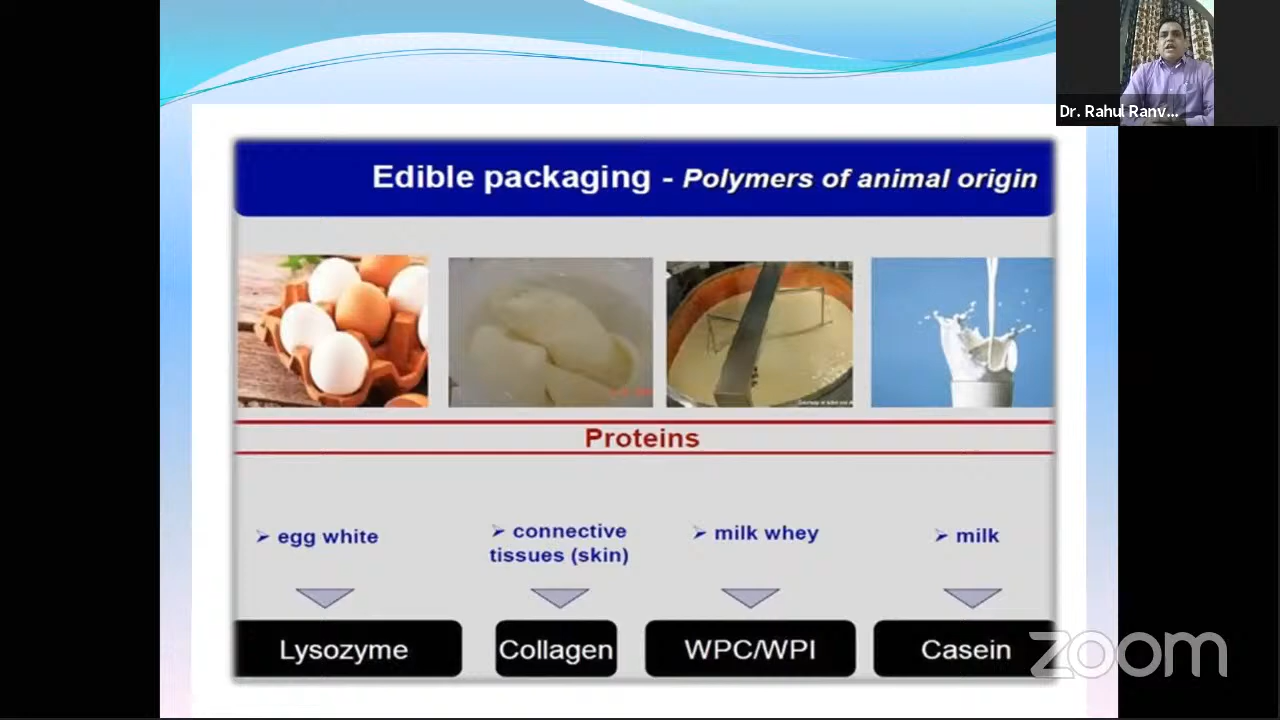 Dr. Rahul Ranv...
Edible packaging - Polymers of animal origin
Proteins
➢ egg white
➢ connective
tissues (skin)
➢ milk whey
➢ milk
Lysozyme
Collagen
WPC/WPI
Casein
zoom